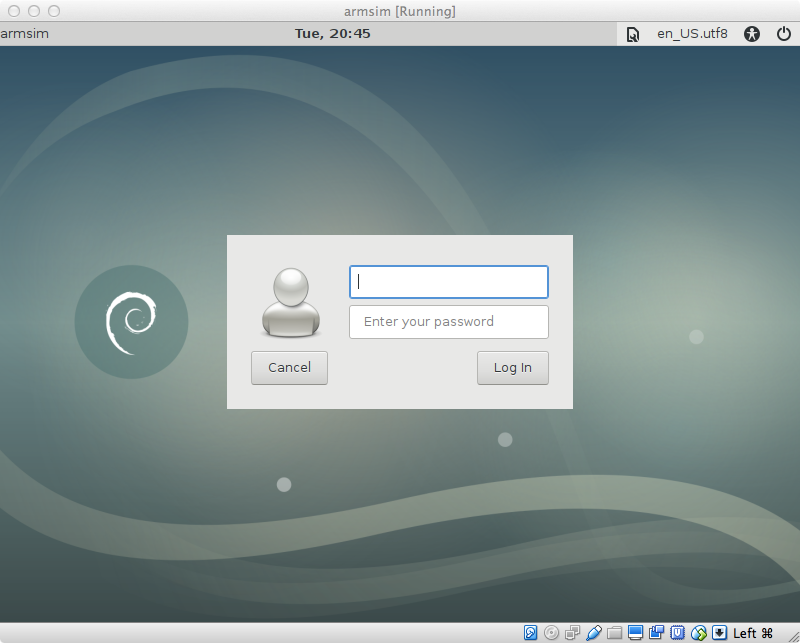 armsim [Running]
armsim Tue, 20:45 en_US.utf8
Enter your password
Cancel Log In
Left ⌘